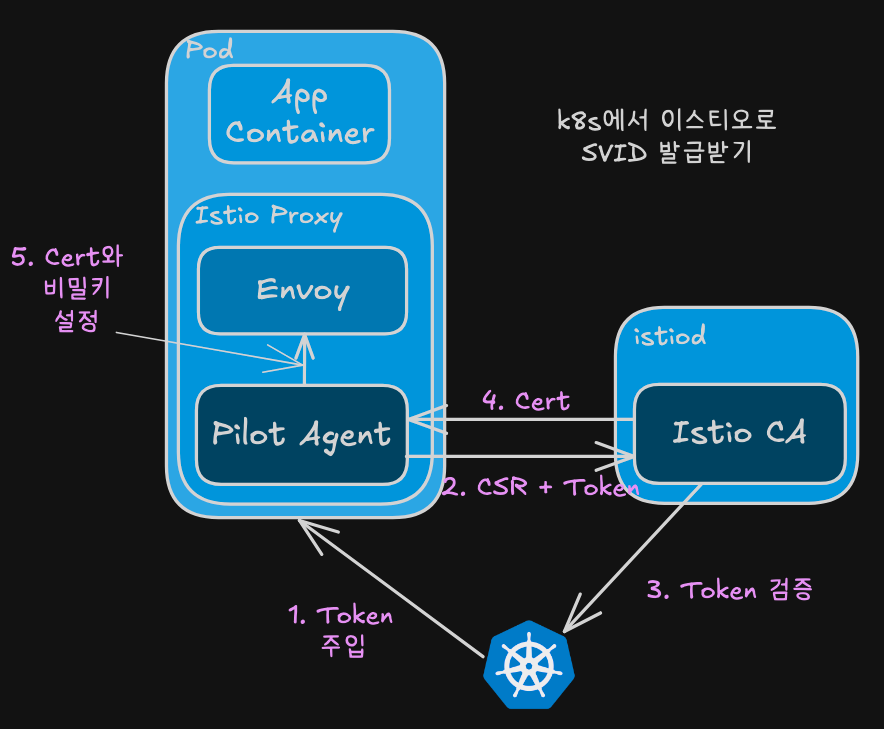 Pod
App
Container
k8s에서 이스티오로
SVID 발급받기
Istio Proxy
5. Cert와
비밀키
설정
Envoy
istiod
4. Cert
Pilot Agent
Istio CA
2. CSR + Token
3. Token 검증
1. Token
주입